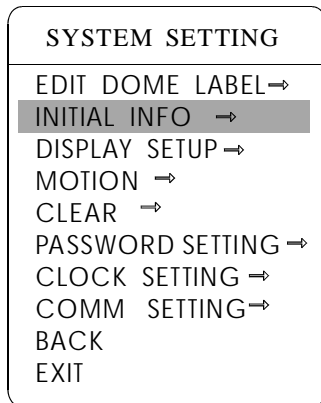 SYSTEM SETTING
EDIT DOME LABEL⇒
INITIAL INFO ⇒
DISPLAY SETUP ⇒
MOTION ⇒
CLEAR ⇒
PASSWORD SETTING ⇒
CLOCK SETTING ⇒
COMM SETTING⇒
BACK
EXIT